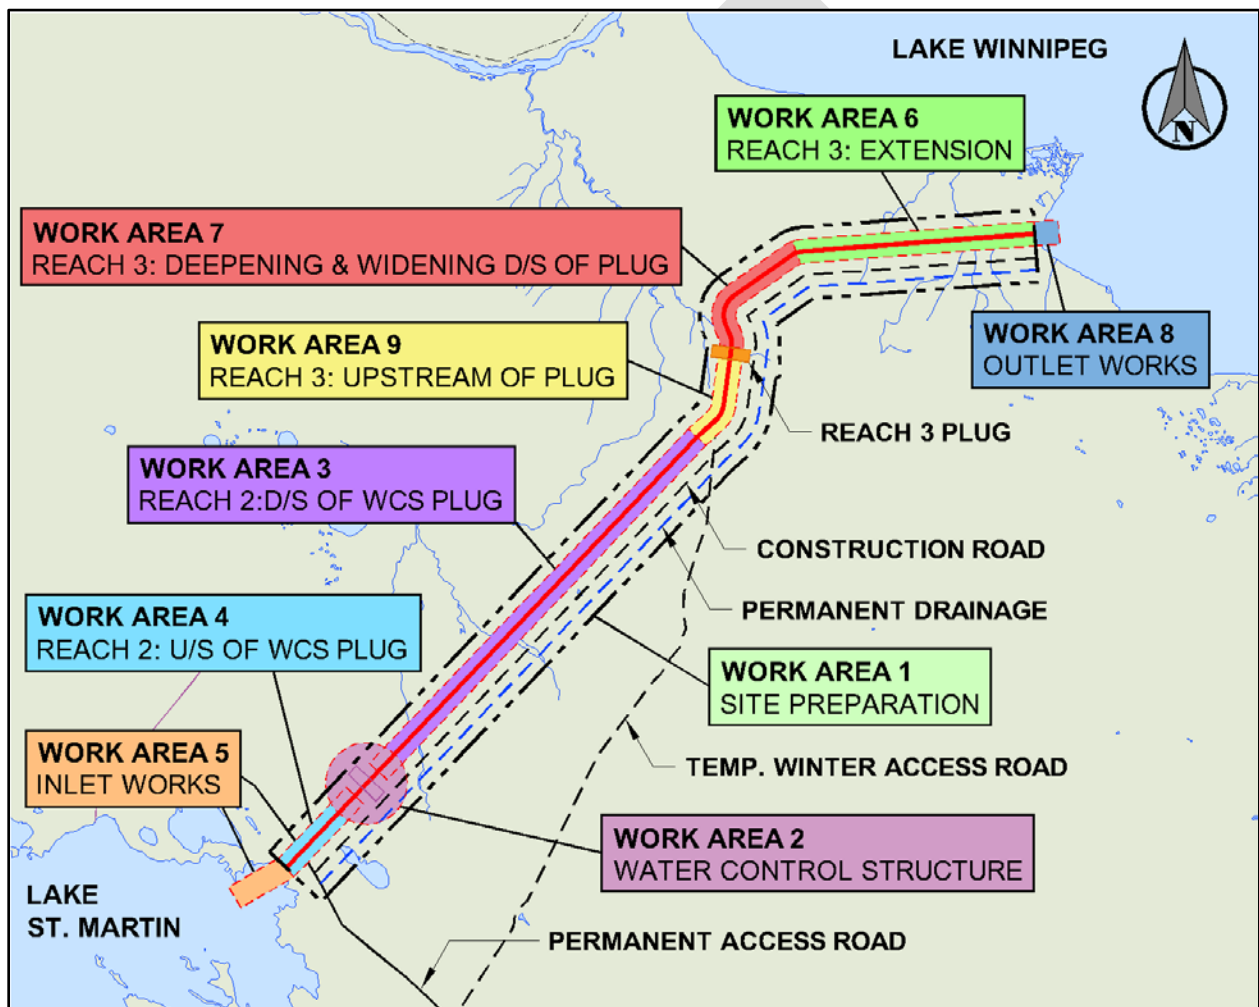 LAKE WINNIPEG
N
WORK AREA 6
REACH 3: EXTENSION
WORK AREA 7
REACH 3: DEEPENING & WIDENING D/S OF PLUG
WORK AREA 8
OUTLET WORKS
WORK AREA 9
REACH 3: UPSTREAM OF PLUG
REACH 3 PLUG
WORK AREA 3
REACH 2:D/S OF WCS PLUG
CONSTRUCTION ROAD
PERMANENT DRAINAGE
WORK AREA 4
REACH 2: U/S OF WCS PLUG
WORK AREA 1
SITE PREPARATION
WORK AREA 5
INLET WORKS
TEMP. WINTER ACCESS ROAD
WORK AREA 2
WATER CONTROL STRUCTURE
LAKE
ST. MARTIN
PERMANENT ACCESS ROAD